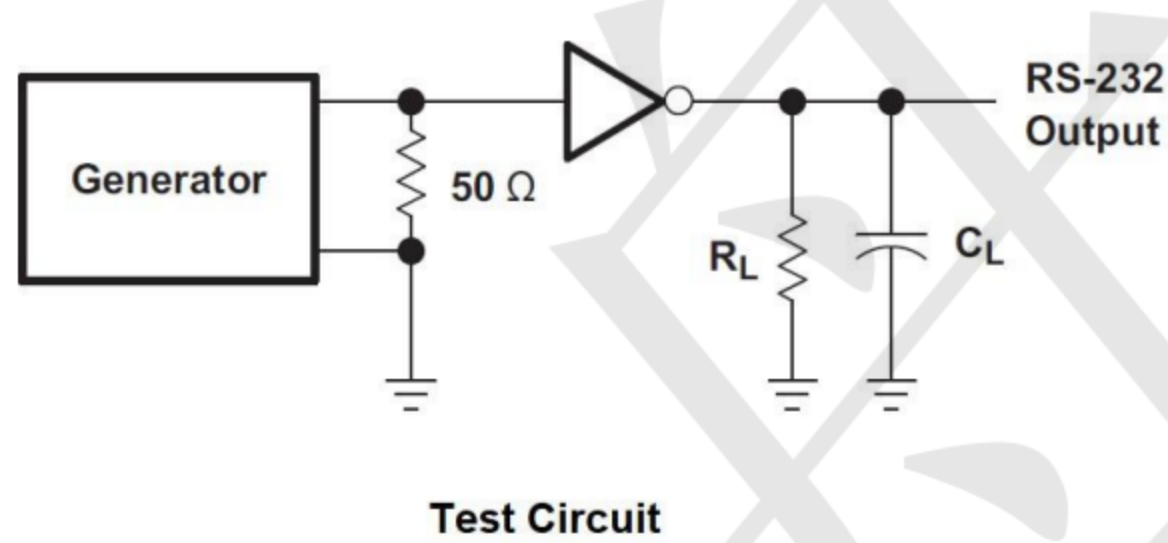 RS-232
Output
Generator
50 Ω
RL
CL
Test Circuit